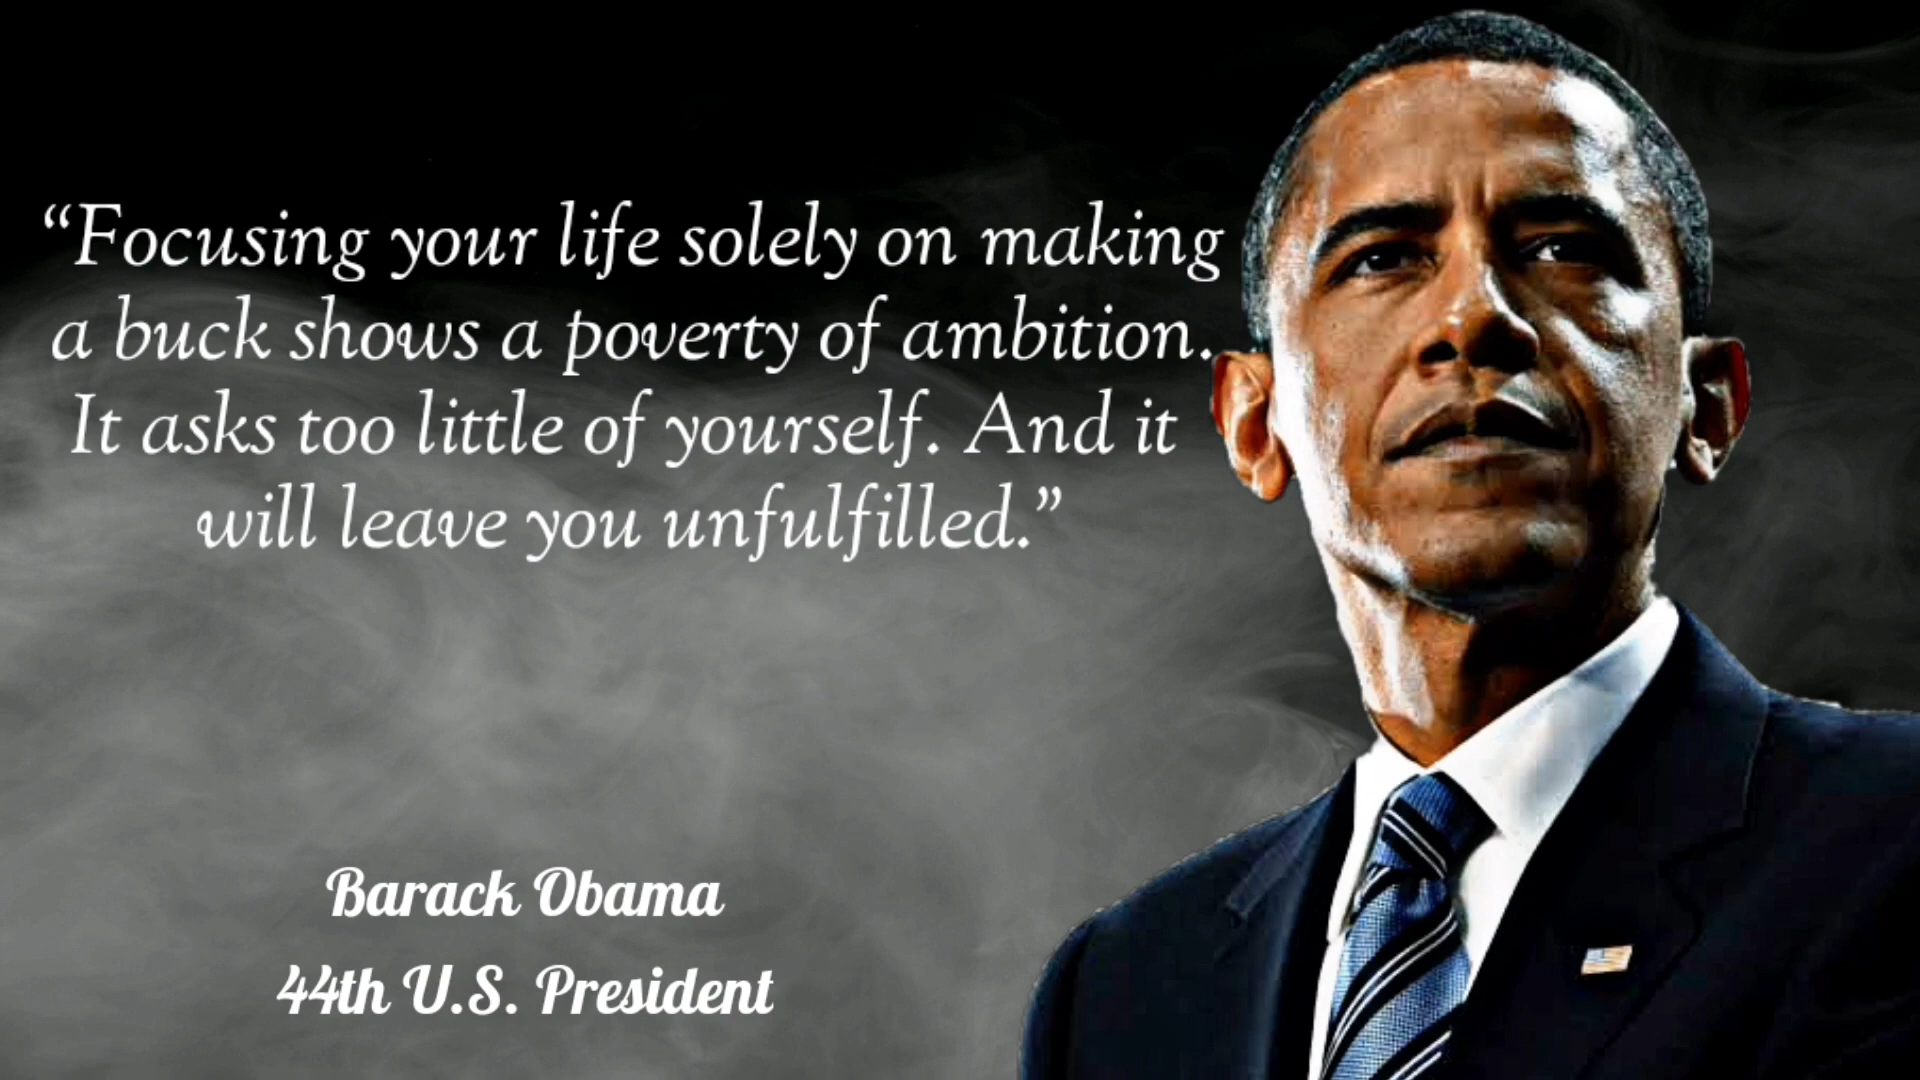 “Focusing your life solely on making
a buck shows a poverty of ambition.
It asks too little of yourself. And it
will leave you unfulfilled.”
Barack Obama
44th U.S. President